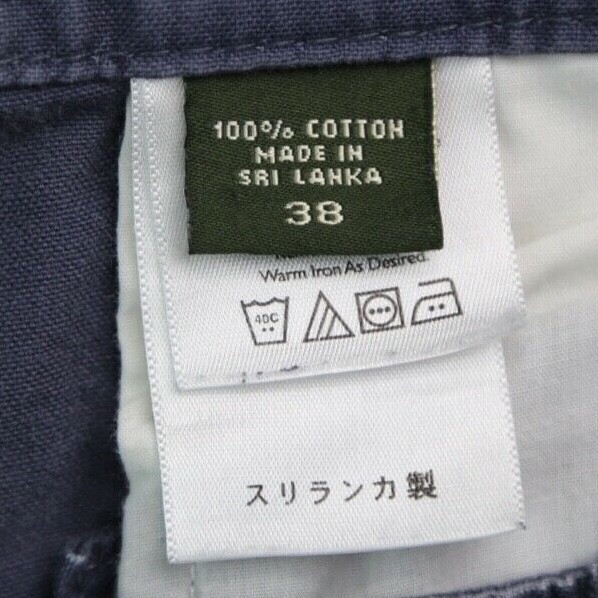 100% COTTON
MADE IN
SRI LANKA
38
Warm Iron As Desired.
40C
スリランカ製